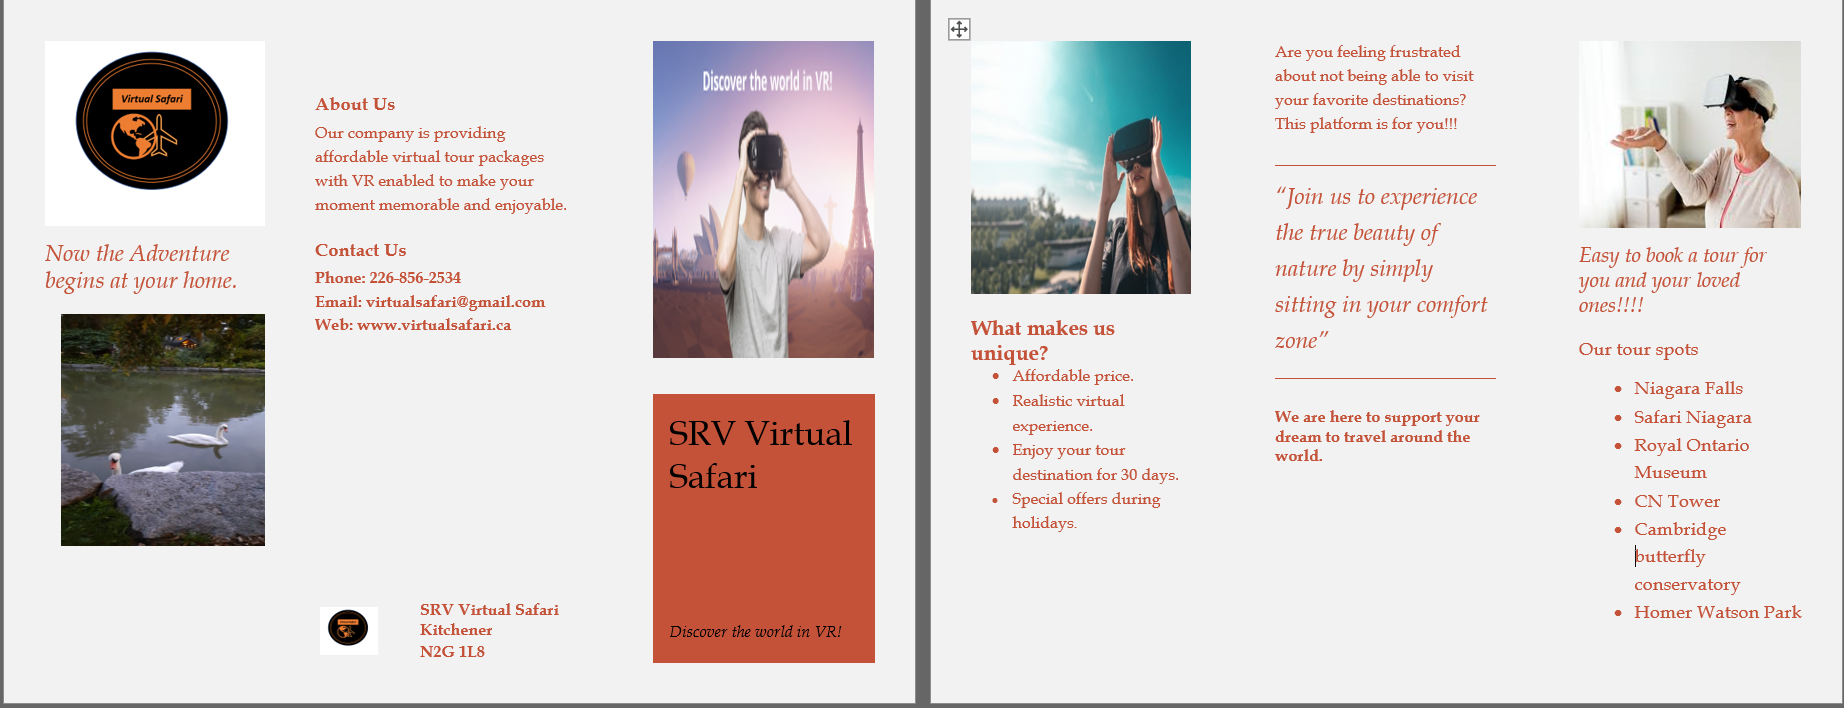 Virtual Safari
Now the Adventure
begins at your home.
About Us
Our company is providing
affordable virtual tour packages
with VR enabled to make your
moment memorable and enjoyable.
Contact Us
Phone: 226-856-2534
Email: virtualsafari@gmail.com
Web: www.virtualsafari.ca
SRV Virtual Safari
Kitchener
N2G 1L8
Discover the world in VR!
SRV Virtual
Safari
Discover the world in VR!
What makes us
unique?
• Affordable price.
• Realistic virtual
experience.
• Enjoy your tour
destination for 30 days.
• Special offers during
holidays.
Are you feeling frustrated
about not being able to visit
your favorite destinations?
This platform is for you!!!
“Join us to experience
the true beauty of
nature by simply
sitting in your comfort
zone”
We are here to support your
dream to travel around the
world.
Easy to book a tour for
you and your loved
ones!!!!
Our tour spots
• Niagara Falls
• Safari Niagara
• Royal Ontario
Museum
• CN Tower
• Cambridge
butterfly
conservatory
• Homer Watson Park